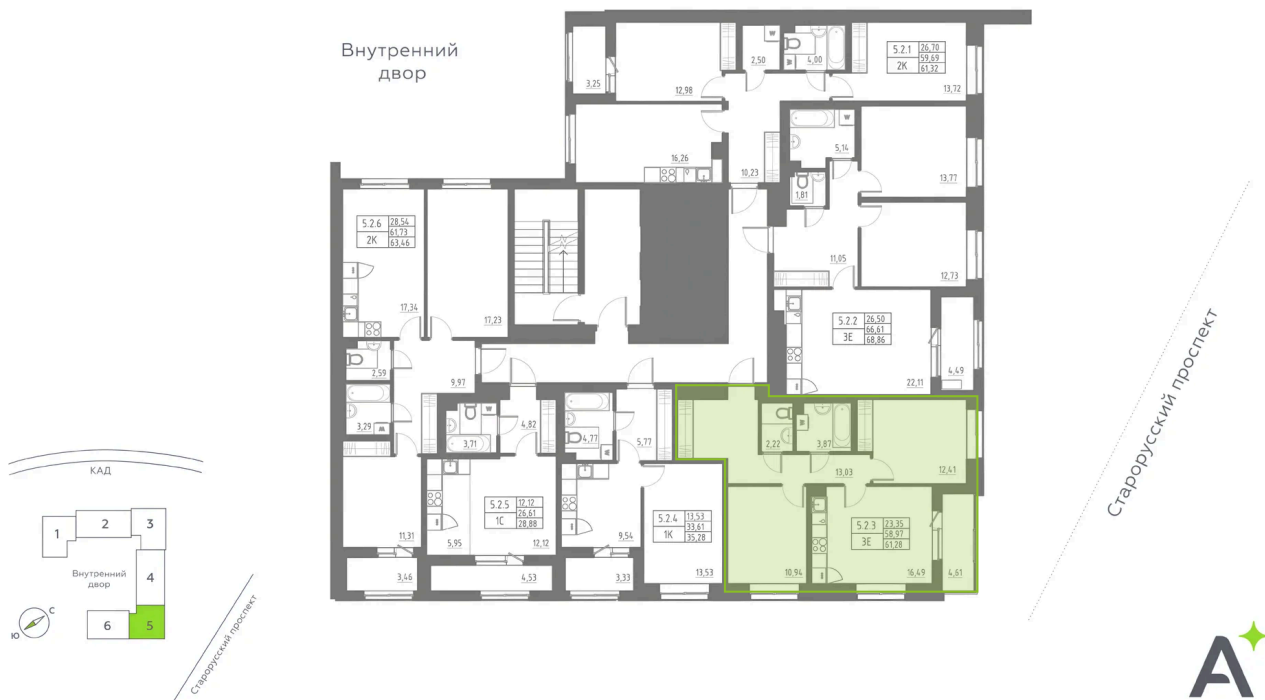 Внутренний
двор
3,25
12,98
2,50
W
4,00
W
5.2.1
2К
26,70
59,69
61,32
13,72
16,26
10,23
5,14
W
1,81
13,77
11,05
12,73
5.2.6
2К
28,54
61,73
63,46
17,34
17,23
5.2.2
3Е
26,50
66,61
68,86
22,11
4,49
2,59
9,97
3,29
W
3,71
W
4,82
4,77
W
5,77
2,22
W
3,87
13,03
12,41
11,31
5.2.5
1С
17,12
26,61
28,88
5,95
12,12
9,54
5.2.4
1К
13,53
33,61
35,28
13,53
10,94
5.2.3
3Е
23,35
58,97
61,28
16,49
4,61
3,46
4,53
3,33
Старорусский проспект
КАД
1
2
3
4
5
6
Внутренний
двор
С
Ю
Старорусский проспект
А